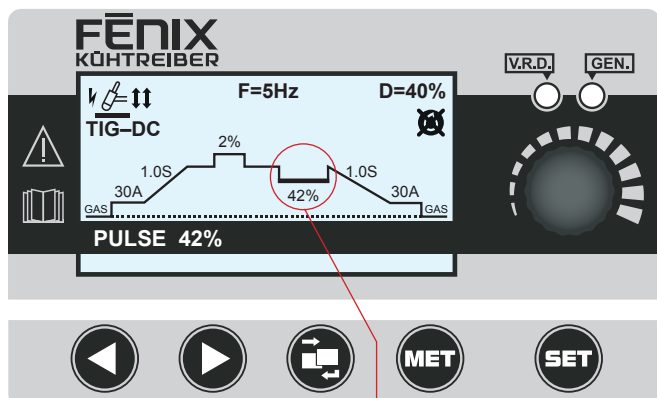 FĒNIX
KÜHTREIBER
V.R.D. GEN.
F=5Hz D=40%
TIG–DC
2%
1.0S 1.0S
30A 42% 30A
GAS GAS
PULSE 42%
MET SET